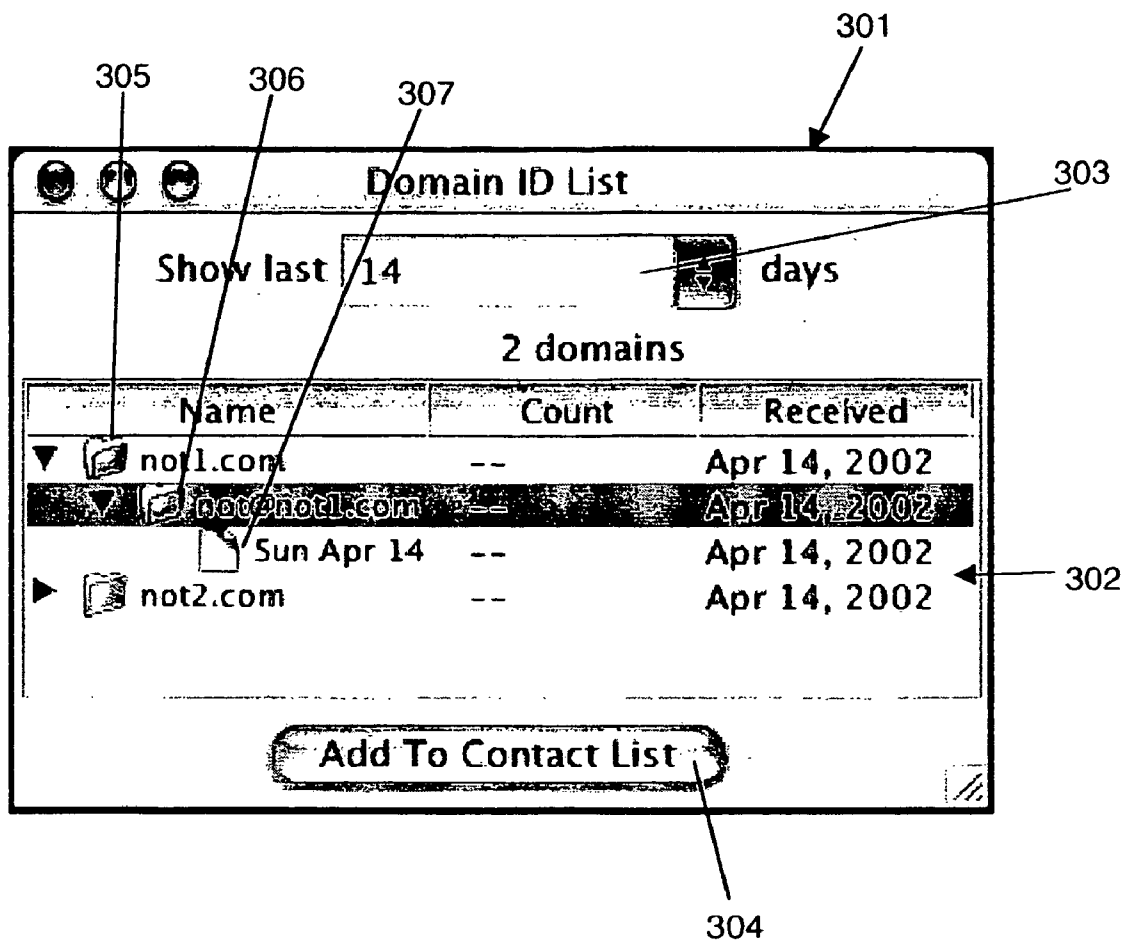 301
305 306 307
Domain ID List
303
Show last 14 days
2 domains
Name Count Received
not1.com -- Apr 14, 2002
not@not1.com -- Apr 14, 2002
Sun Apr 14 -- Apr 14, 2002
302
not2.com -- Apr 14, 2002
Add To Contact List
304